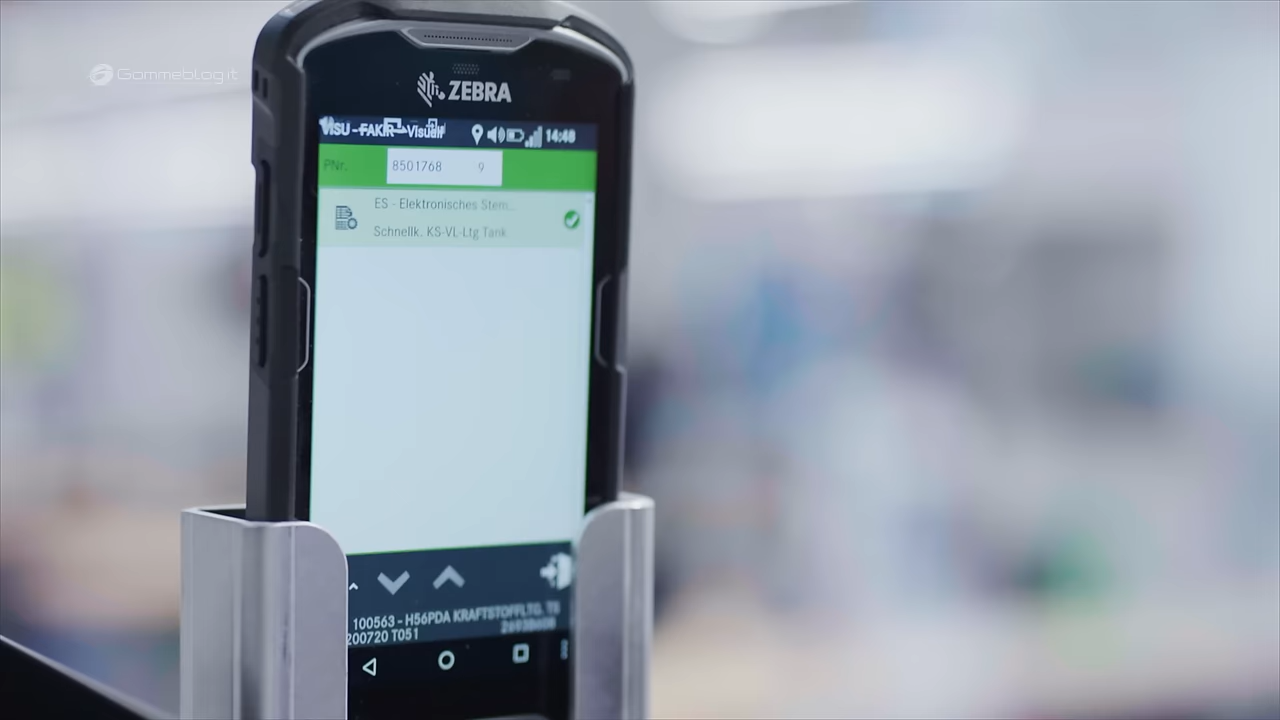 Gommeblog.it
ZEBRA
VISU - FAKIR - Visuali
14:48
PNr. 8501768 9
ES - Elektronisches Stem...
Schnellk. KS-VL-Ltg Tank
100563 - H56PDA KRAFTSTOFFLTG.
200720 T051